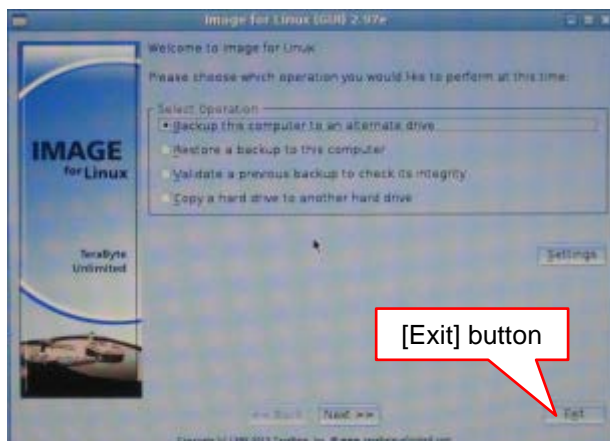 Image for Linux (GUI) 2.97e
Welcome to Image for Linux
Please choose which operation you would like to perform at this time:
Select Operation
Backup this computer to an alternate drive
Restore a backup to this computer
Validate a previous backup to check its integrity
Copy a hard drive to another hard drive
IMAGE
for Linux
TeraByte
Unlimited
Settings
[Exit] button
<< Back
Next >>
Exit